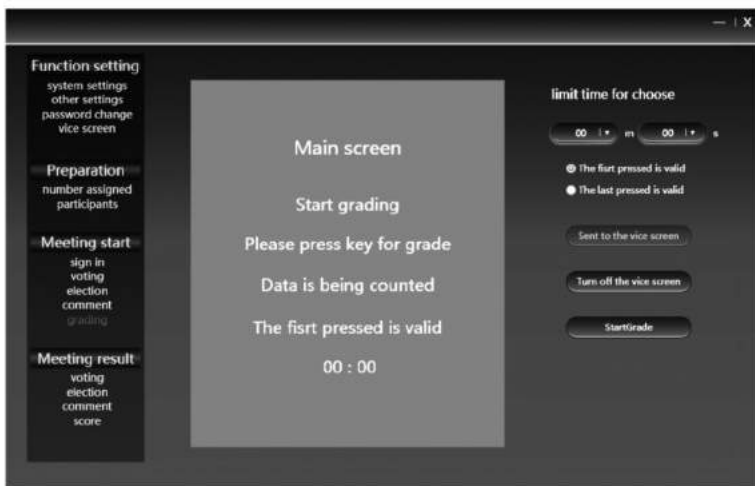 — | X
Function setting
system settings
other settings
password change
vice screen
Preparation
number assigned
participants
Meeting start
sign in
voting
election
comment
grading
Meeting result
voting
election
comment
score
Main screen
Start grading
Please press key for grade
Data is being counted
The fisrt pressed is valid
00 : 00
limit time for choose
00 m 00 s
The fisrt pressed is valid
The last pressed is valid
Sent to the vice screen
Turn off the vice screen
StartGrade